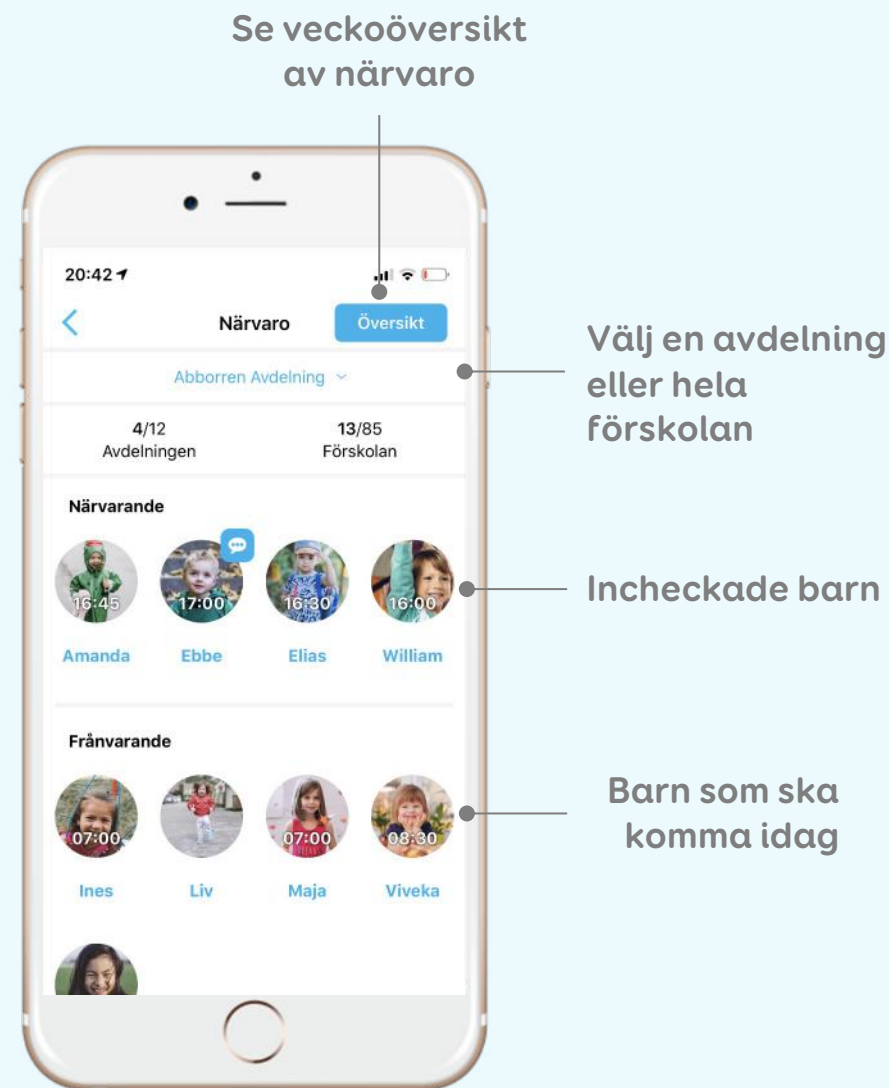 Se veckoöversikt
av närvaro
20:42
Närvaro
Översikt
Abborren Avdelning
4/12
Avdelningen
13/85
Förskolan
Välj en avdelning
eller hela
förskolan
Närvarande
16:45
17:00
16:30
16:00
Amanda
Ebbe
Elias
William
Incheckade barn
Frånvarande
07:00
07:00
08:30
Ines
Liv
Maja
Viveka
Barn som ska
komma idag